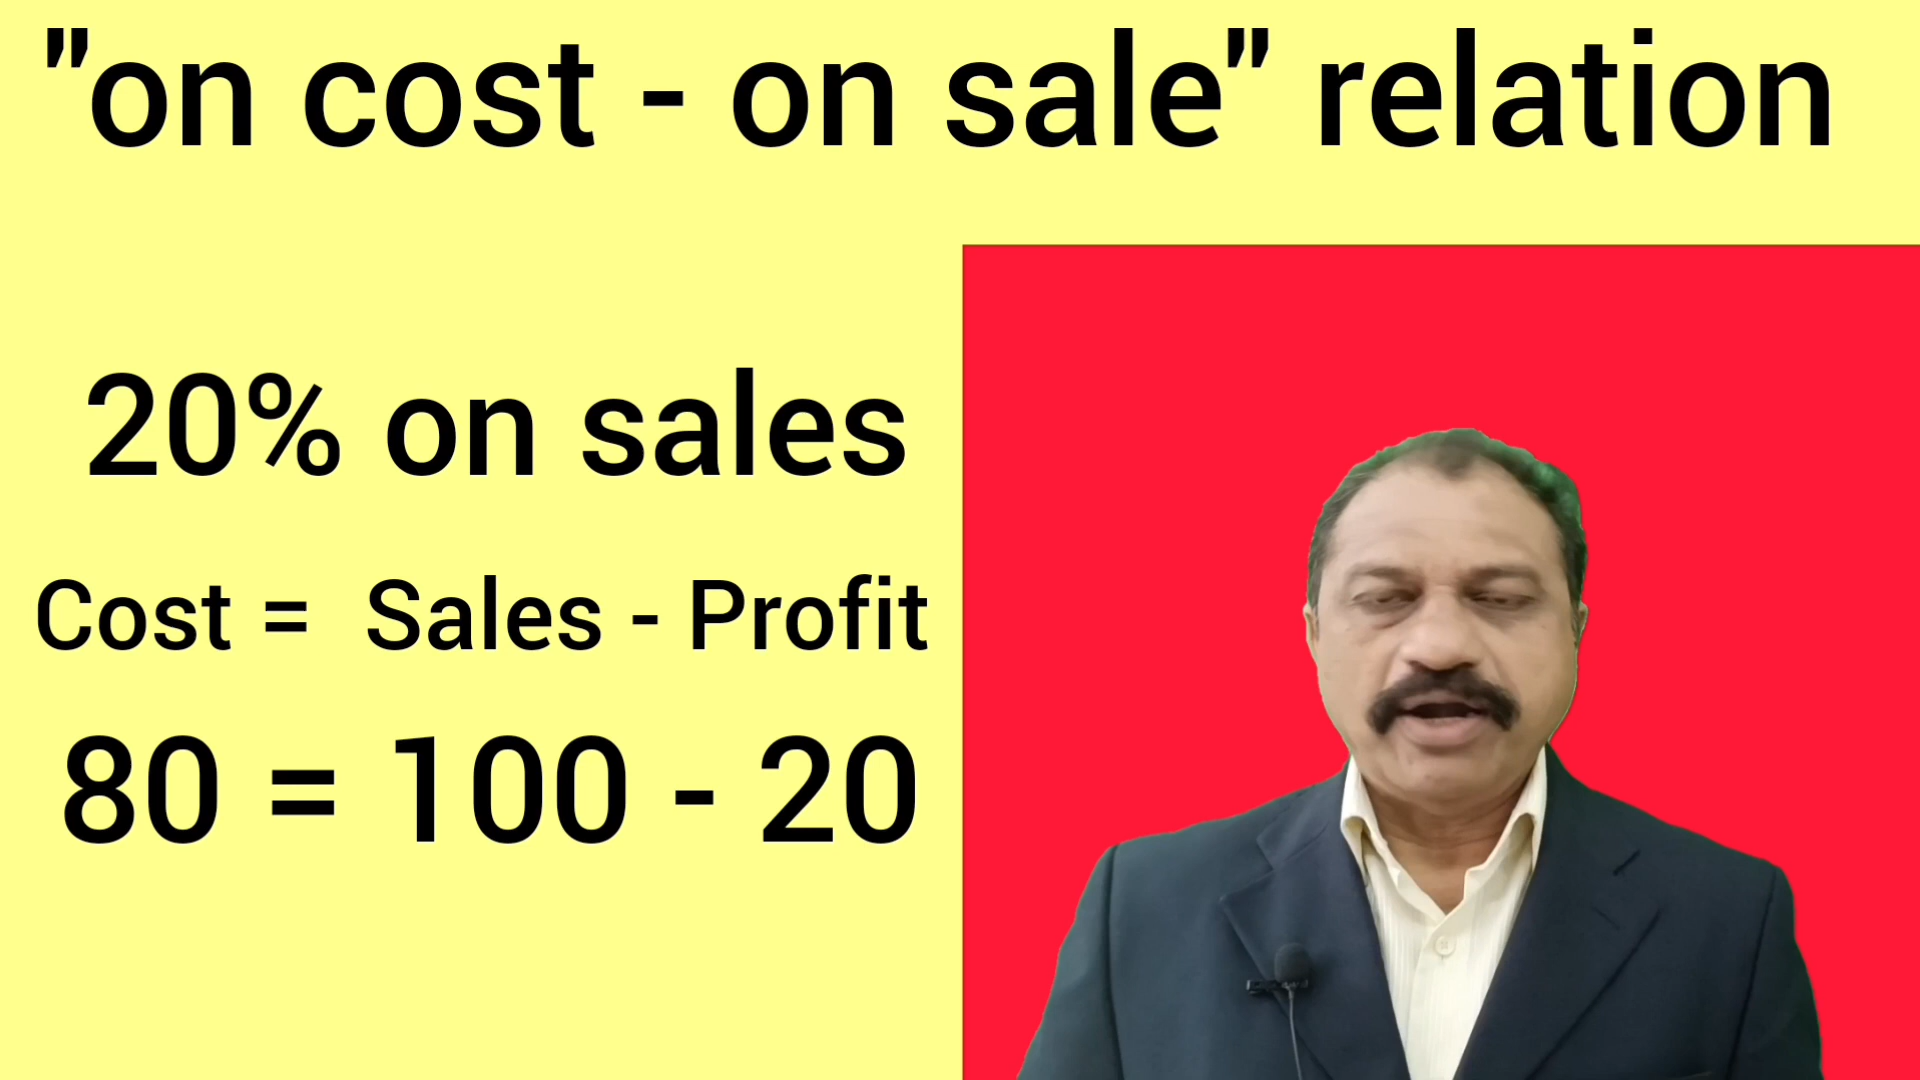 "on cost - on sale" relation
20% on sales
Cost = Sales - Profit
80 = 100 - 20